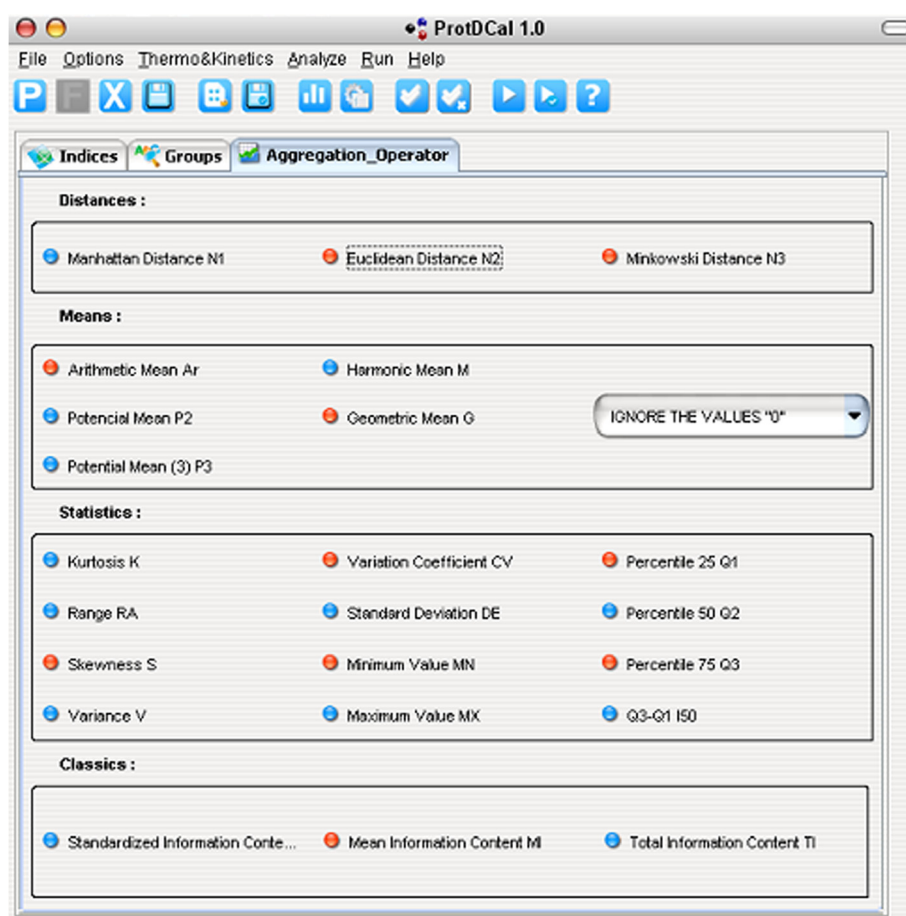 ProtDCal 1.0
File Options Thermo&Kinetics Analyze Run Help
P F X ?
Indices Groups Aggregation_Operator
Distances :
Manhattan Distance N1 Euclidean Distance N2 Minkowski Distance N3
Means :
Arithmetic Mean Ar Harmonic Mean M
Potencial Mean P2 Geometric Mean G IGNORE THE VALUES "0"
Potential Mean (3) P3
Statistics :
Kurtosis K Variation Coefficient CV Percentile 25 Q1
Range RA Standard Deviation DE Percentile 50 Q2
Skewness S Minimum Value MN Percentile 75 Q3
Variance V Maximum Value MX Q3-Q1 I50
Classics :
Standardized Information Conte... Mean Information Content MI Total Information Content TI